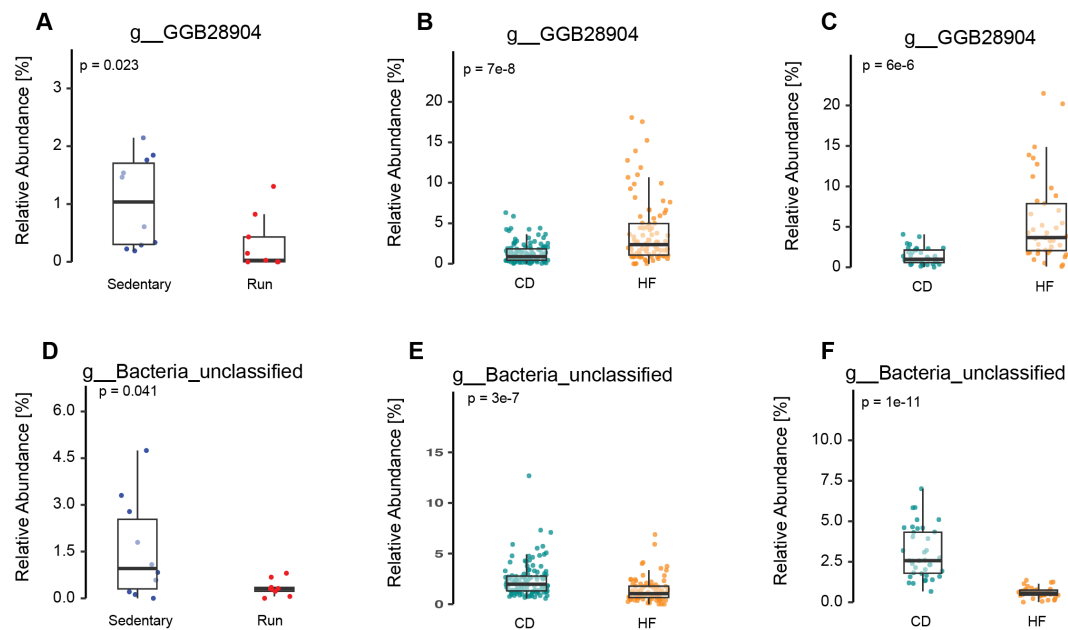 A
g__GGB28904
p = 0.023
Relative Abundance [%]
3
2
1
0
Sedentary
Run
B
g__GGB28904
p = 7e-8
Relative Abundance [%]
20
15
10
5
0
CD
HF
C
g__GGB28904
p = 6e-6
Relative Abundance [%]
20
15
10
5
0
CD
HF
D
g__Bacteria_unclassified
p = 0.041
Relative Abundance [%]
6.0
4.5
3.0
1.5
0.0
Sedentary
Run
E
g__Bacteria_unclassified
p = 3e-7
Relative Abundance [%]
15
10
5
0
CD
HF
F
g__Bacteria_unclassified
p = 1e-11
Relative Abundance [%]
10.0
7.5
5.0
2.5
0.0
CD
HF